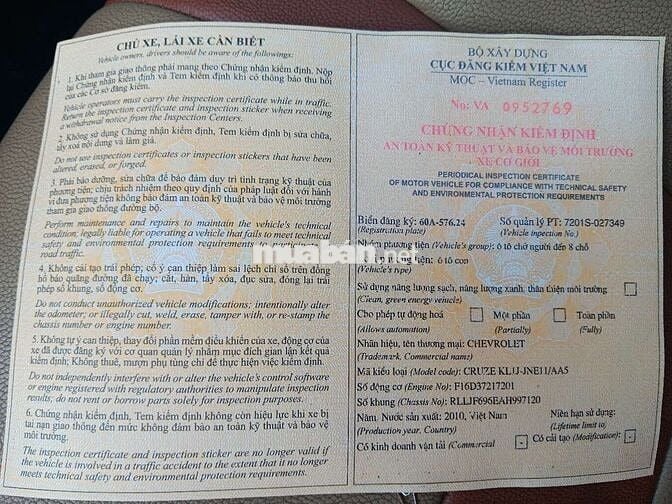 CHỦ XE, LÁI XE CẦN BIẾT
Vehicle owners, drivers should be aware of the followings:
1. Khi tham gia giao thông phải mang theo Chứng nhận kiểm định. Nộp
lại Chứng nhận kiểm định và Tem kiểm định khi có thông báo thu hồi
của các Cơ sở đăng kiểm.
Vehicle operators must carry the inspection certificate while in traffic.
Return the inspection certificate and inspection sticker when receiving
a withdrawal notice from the Inspection Centers.
2. Không sử dụng Chứng nhận kiểm định, Tem kiểm định bị sửa chữa,
tẩy xoá nội dung và làm giả.
Do not use inspection certificates or inspection stickers that have been
altered, erased, or forged.
3. Phải bảo dưỡng, sửa chữa để bảo đảm duy trì tình trạng kỹ thuật của
phương tiện; chịu trách nhiệm theo quy định của pháp luật đối với hành
vi đưa phương tiện không bảo đảm an toàn kỹ thuật và bảo vệ môi trường
tham gia giao thông đường bộ.
Perform maintenance and repairs to maintain the vehicle's technical
condition; legally liable for operating a vehicle that fails to meet technical
safety and environmental protection requirements to participating in
road traffic.
4. Không cải tạo trái phép; cố ý can thiệp làm sai lệch chỉ số trên đồng
hồ báo quãng đường đã chạy; cắt, hàn, tẩy xóa, đục sửa, đóng lại trái
phép số khung, số động cơ.
Do not conduct unauthorized vehicle modifications; intentionally alter
the odometer; or illegally cut, weld, erase, tamper with, or re-stamp the
chassis number or engine number.
5. Không tự ý can thiệp, thay đổi phần mềm điều khiển của xe, động cơ của
xe đã được đăng ký với cơ quan quản lý nhằm mục đích gian lận kết quả
kiểm định; Không thuê, mượn phụ tùng chỉ để thực hiện việc kiểm định.
Do not independently interfere with or alter the vehicle's control software
or engine registered with regulatory authorities to manipulate inspection
results; do not rent or borrow parts solely for inspection purposes.
6. Chứng nhận kiểm định, Tem kiểm định không còn hiệu lực khi xe bị
tai nạn giao thông đến mức không đảm bảo an toàn kỹ thuật và bảo vệ
môi trường.
The inspection certificate and inspection sticker are no longer valid if
the vehicle is involved in a traffic accident to the extent that it no longer
meets technical safety and environmental protection requirements.
BỘ XÂY DỰNG
CỤC ĐĂNG KIỂM VIỆT NAM
MOC – Vietnam Register
No: VA 0952769
CHỨNG NHẬN KIỂM ĐỊNH
AN TOÀN KỸ THUẬT VÀ BẢO VỆ MÔI TRƯỜNG
XE CƠ GIỚI
PERIODICAL INSPECTION CERTIFICATE
OF MOTOR VEHICLE FOR COMPLIANCE WITH TECHNICAL SAFETY
AND ENVIRONMENTAL PROTECTION REQUIREMENTS
Biển đăng ký: 60A-576.24 Số quản lý PT: 7201S-027349
(Registration plate) (Vehicle inpection No.)
Nhóm phương tiện (Vehicle's group): ô tô chở người đến 8 chỗ
ô tô con
(Vehicle's type)
Sử dụng năng lượng sạch, năng lượng xanh, thân thiện môi trường
(Clean, green energy vehicle)
Cho phép tự động hoá Một phần Toàn phần
(Allows automation) (Partially) (Fully)
Nhãn hiệu, tên thương mại: CHEVROLET
(Trademark, Commercial name)
Mã kiểu loại (Model code): CRUZE KL1J-JNE11/AA5
Số động cơ (Engine No): F16D37217201
Số khung (Chassis No): RLLJF696EAH997120
Năm, Nước sản xuất: 2010, Việt Nam Niên hạn sử dụng:
(Production year, Country) (Lifetime limit to)
Có kinh doanh vận tải (Commercial - Có cải tạo (Modification): -
muaban.net